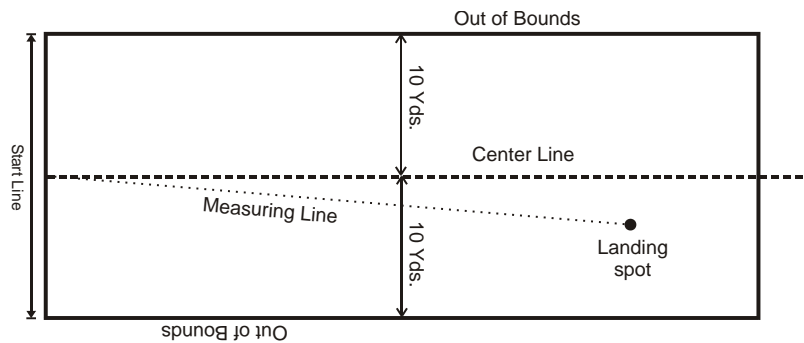 Out of Bounds
10 Yds.
Start Line
Center Line
Measuring Line
10 Yds.
Landing
spot
Out of Bounds